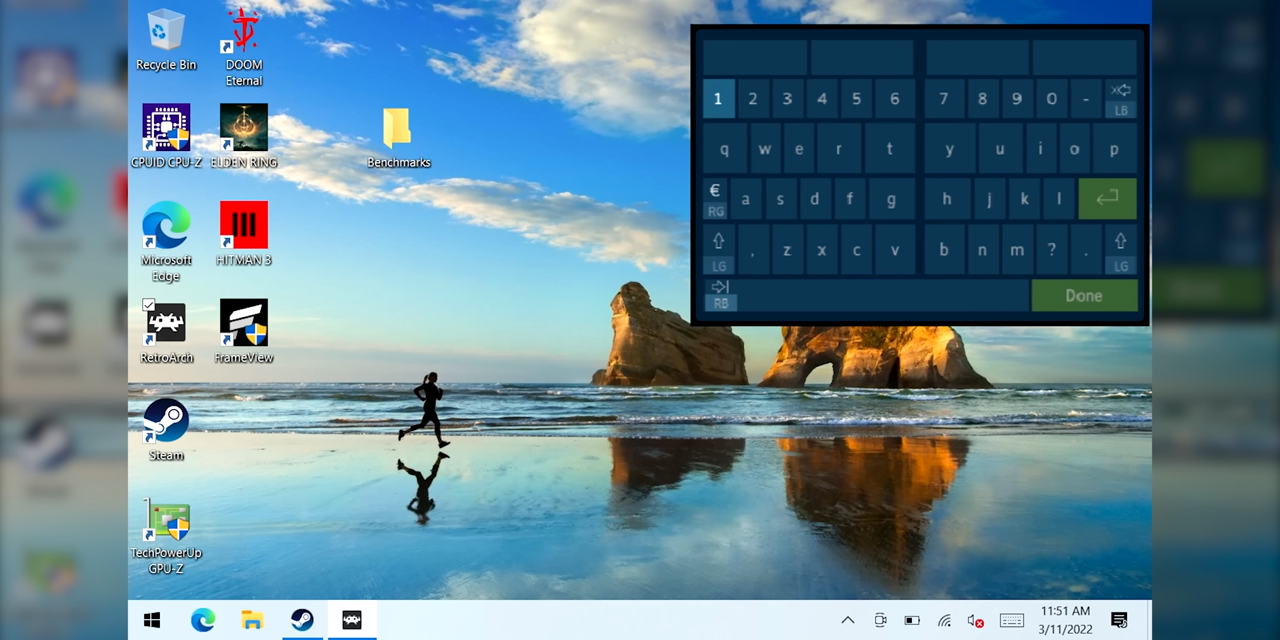 Recycle Bin
DOOM
Eternal
CPUID CPU-Z
ELDEN RING
Benchmarks
Microsoft
Edge
HITMAN 3
RetroArch
FrameView
Steam
TechPowerUp
GPU-Z
1 2 3 4 5 6 7 8 9 0 -
LB
q w e r t y u i o p
€
RG
a s d f g h j k l
LG
, z x c v b n m ? .
LG
RB
Done
11:51 AM
3/11/2022